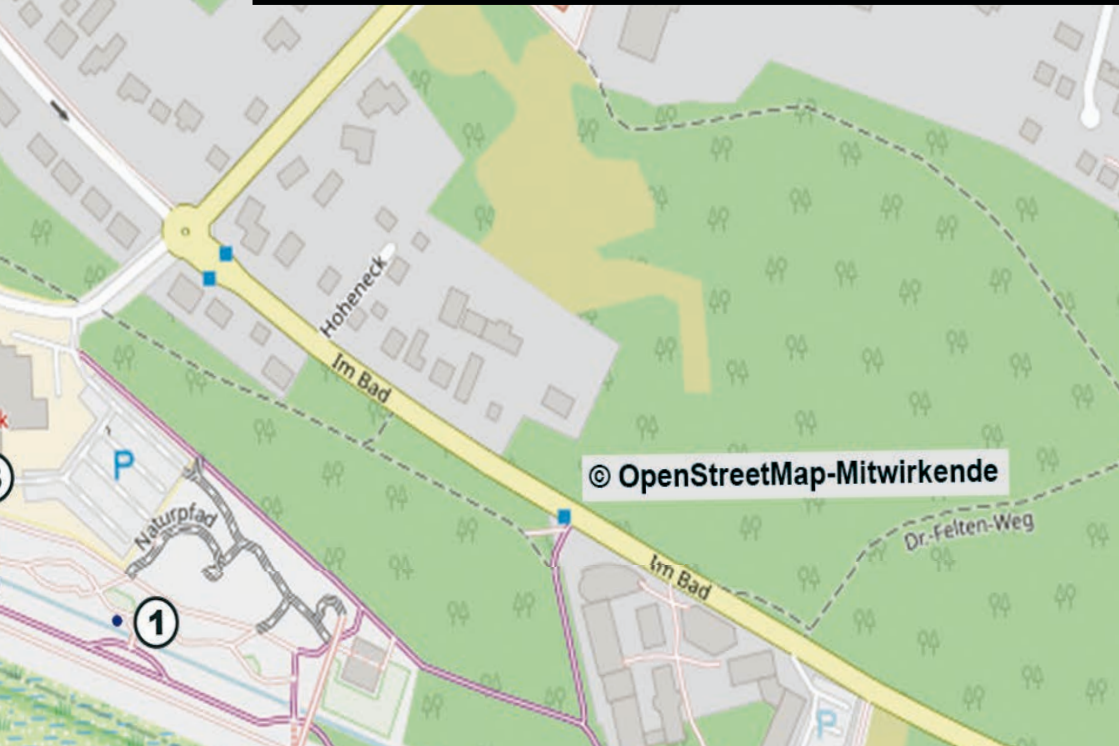 Hoheneck
Im Bad
P
k
© OpenStreetMap-Mitwirkende
Naturpfad
Dr.-Felten-Weg
Im Bad
1
P